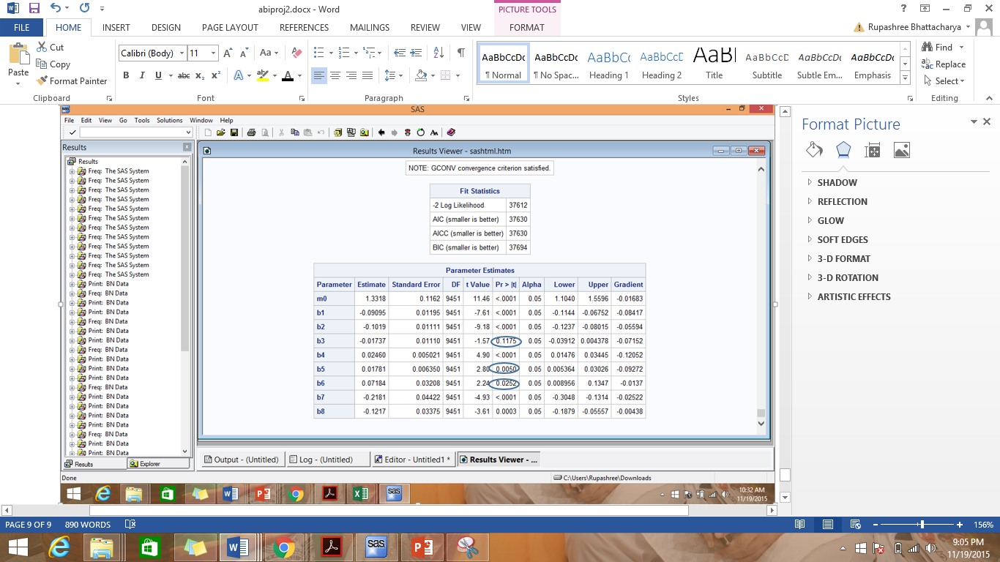 abiproj2.docx - Word
PICTURE TOOLS
FILE HOME INSERT DESIGN PAGE LAYOUT REFERENCES MAILINGS REVIEW VIEW FORMAT
Rupashree Bhattacharya
Paste
Cut
Copy
Format Painter
Clipboard
Calibri (Body) 11
Font
Paragraph
AaBbCcDc AaBbCcDc AaBbCc AaBbCc AaBl AaBbCcD AaBbCcDc AaBbCcDc
¶ Normal ¶ No Spac... Heading 1 Heading 2 Title Subtitle Subtle Em... Emphasis
Styles
Find
Replace
Select
Editing
SAS
File Edit View Go Tools Solutions Window Help
Results
Results
Freq: The SAS System
Freq: The SAS System
Freq: The SAS System
Freq: The SAS System
Freq: The SAS System
Freq: The SAS System
Freq: The SAS System
Freq: The SAS System
Freq: The SAS System
Freq: The SAS System
Freq: The SAS System
Freq: The SAS System
Print: BN Data
Freq: BN Data
Print: BN Data
Print: BN Data
Freq: BN Data
Print: BN Data
Print: BN Data
Freq: BN Data
Print: BN Data
Print: BN Data
Print: BN Data
Freq: BN Data
Print: BN Data
Print: BN Data
Print: BN Data
Print: BN Data
Freq: BN Data
Print: BN Data
Print: BN Data
Results Explorer
Results Viewer - sashtml.htm
NOTE: GCONV convergence criterion satisfied.
Fit Statistics
-2 Log Likelihood 37612
AIC (smaller is better) 37630
AICC (smaller is better) 37630
BIC (smaller is better) 37694
Parameter Estimates
Parameter Estimate Standard Error DF t Value Pr > |t| Alpha Lower Upper Gradient
m0 1.3318 0.1162 9451 11.46 <.0001 0.05 1.1040 1.5596 -0.01683
b1 -0.09095 0.01195 9451 -7.61 <.0001 0.05 -0.1144 -0.06752 -0.08417
b2 -0.1019 0.01111 9451 -9.18 <.0001 0.05 -0.1237 -0.08015 -0.05594
b3 -0.01737 0.01110 9451 -1.57 0.1175 0.05 -0.03912 0.004378 -0.07152
b4 0.02460 0.005021 9451 4.90 <.0001 0.05 0.01476 0.03445 -0.12052
b5 0.01781 0.006350 9451 2.80 0.0050 0.05 0.005364 0.03026 -0.09272
b6 0.07184 0.03208 9451 2.24 0.0252 0.05 0.008956 0.1347 -0.0137
b7 -0.2181 0.04422 9451 -4.93 <.0001 0.05 -0.3048 -0.1314 -0.02522
b8 -0.1217 0.03375 9451 -3.61 0.0003 0.05 -0.1879 -0.05557 -0.00438
Output - (Untitled) Log - (Untitled) Editor - Untitled1 * Results Viewer - ...
Done
C:\Users\Rupashree\Downloads
10:32 AM
11/19/2015
Format Picture
SHADOW
REFLECTION
GLOW
SOFT EDGES
3-D FORMAT
3-D ROTATION
ARTISTIC EFFECTS
PAGE 9 OF 9 890 WORDS
156%
9:05 PM
11/19/2015